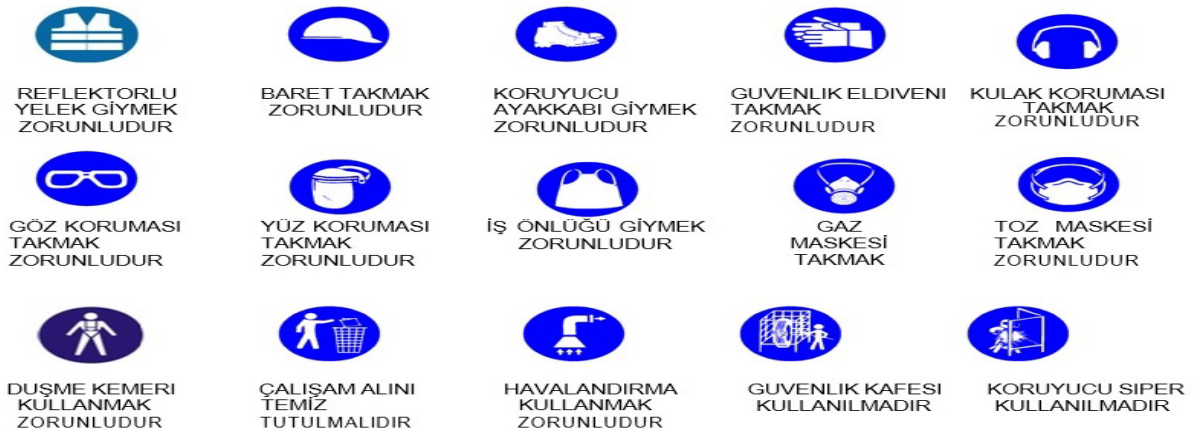 REFLEKTORLU
YELEK GİYMEK
ZORUNLUDUR
BARET TAKMAK
ZORUNLUDUR
KORUYUCU
AYAKKABI GİYMEK
ZORUNLUDUR
GUVENLIK ELDIVENI
TAKMAK
ZORUNLUDUR
KULAK KORUMASI
TAKMAK
ZORUNLUDUR
GÖZ KORUMASI
TAKMAK
ZORUNLUDUR
YÜZ KORUMASI
TAKMAK
ZORUNLUDUR
İŞ ÖNLÜĞÜ GİYMEK
ZORUNLUDUR
GAZ
MASKESİ
TAKMAK
TOZ MASKESİ
TAKMAK
ZORUNLUDUR
DUŞME KEMERI
KULLANMAK
ZORUNLUDUR
ÇALIŞAM ALINI
TEMİZ
TUTULMALIDIR
HAVALANDIRMA
KULLANMAK
ZORUNLUDUR
GUVENLIK KAFESI
KULLANILMADIR
KORUYUCU SIPER
KULLANILMADIR